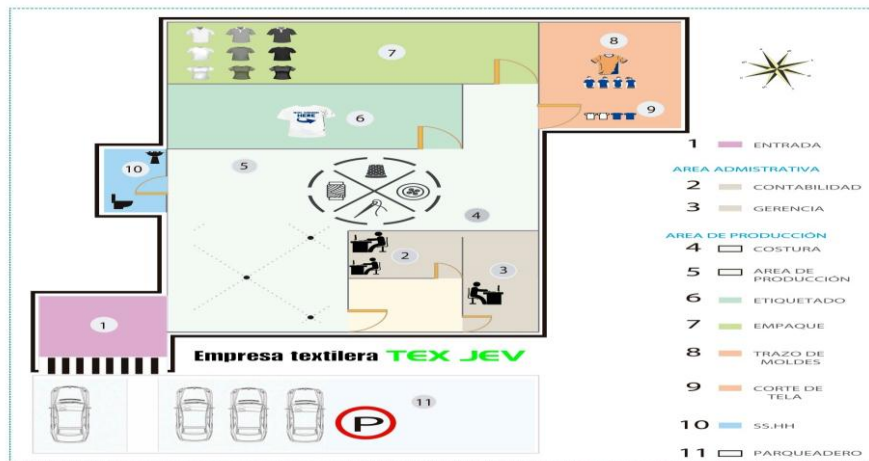 7
8
9
6
10
5
4
2
3
1
Empresa textilera TEX JEV
11
P
1 ENTRADA
AREA ADMISTRATIVA
2 CONTABILIDAD
3 GERENCIA
AREA DE PRODUCCIÓN
4 COSTURA
5 AREA DE
PRODUCCIÓN
6 ETIQUETADO
7 EMPAQUE
8 TRAZO DE
MOLDES
9 CORTE DE
TELA
10 SS.HH
11 PARQUEADERO